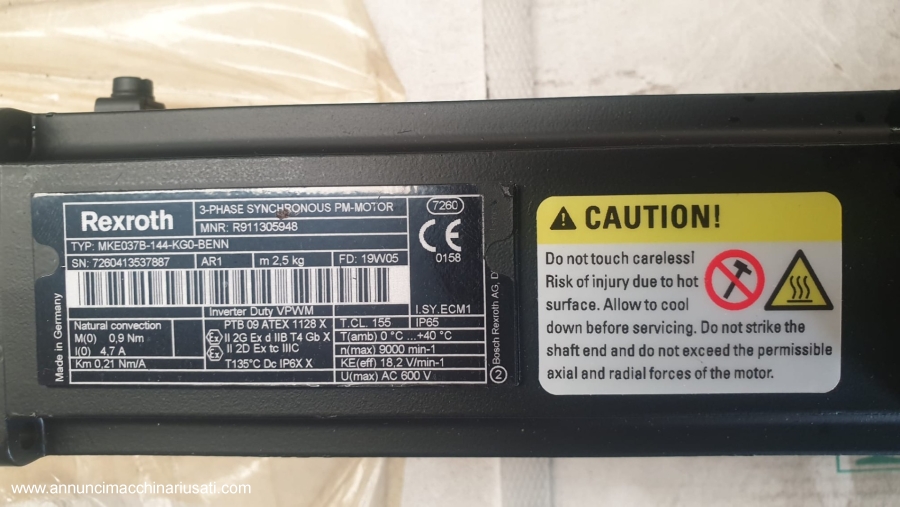 Rexroth
3-PHASE SYNCHRONOUS PM-MOTOR
7260
MNR: R911305948
TYP: MKE037B-144-KG0-BENN
CE
0158
SN: 7260413537887 AR1 m 2,5 kg FD: 19W05
Inverter Duty VPWM I.SY.ECM1
Natural convection
M(0) 0,9 Nm
I(0) 4,7 A
Km 0,21 Nm/A
PTB 09 ATEX 1128 X
Ex II 2G Ex d IIB T4 Gb X
Ex II 2D Ex tc IIIC
T135°C Dc IP6X X
T.CL. 155 IP65
T(amb) 0 °C ...+40 °C
n(max) 9000 min-1
KE(eff) 18,2 V/min-1
U(max) AC 600 V
Made in Germany
Bosch Rexroth AG, D
2
CAUTION!
Do not touch careless!
Risk of injury due to hot
surface. Allow to cool
down before servicing. Do not strike the
shaft end and do not exceed the permissible
axial and radial forces of the motor.
www.annuncimacchinariusati.com